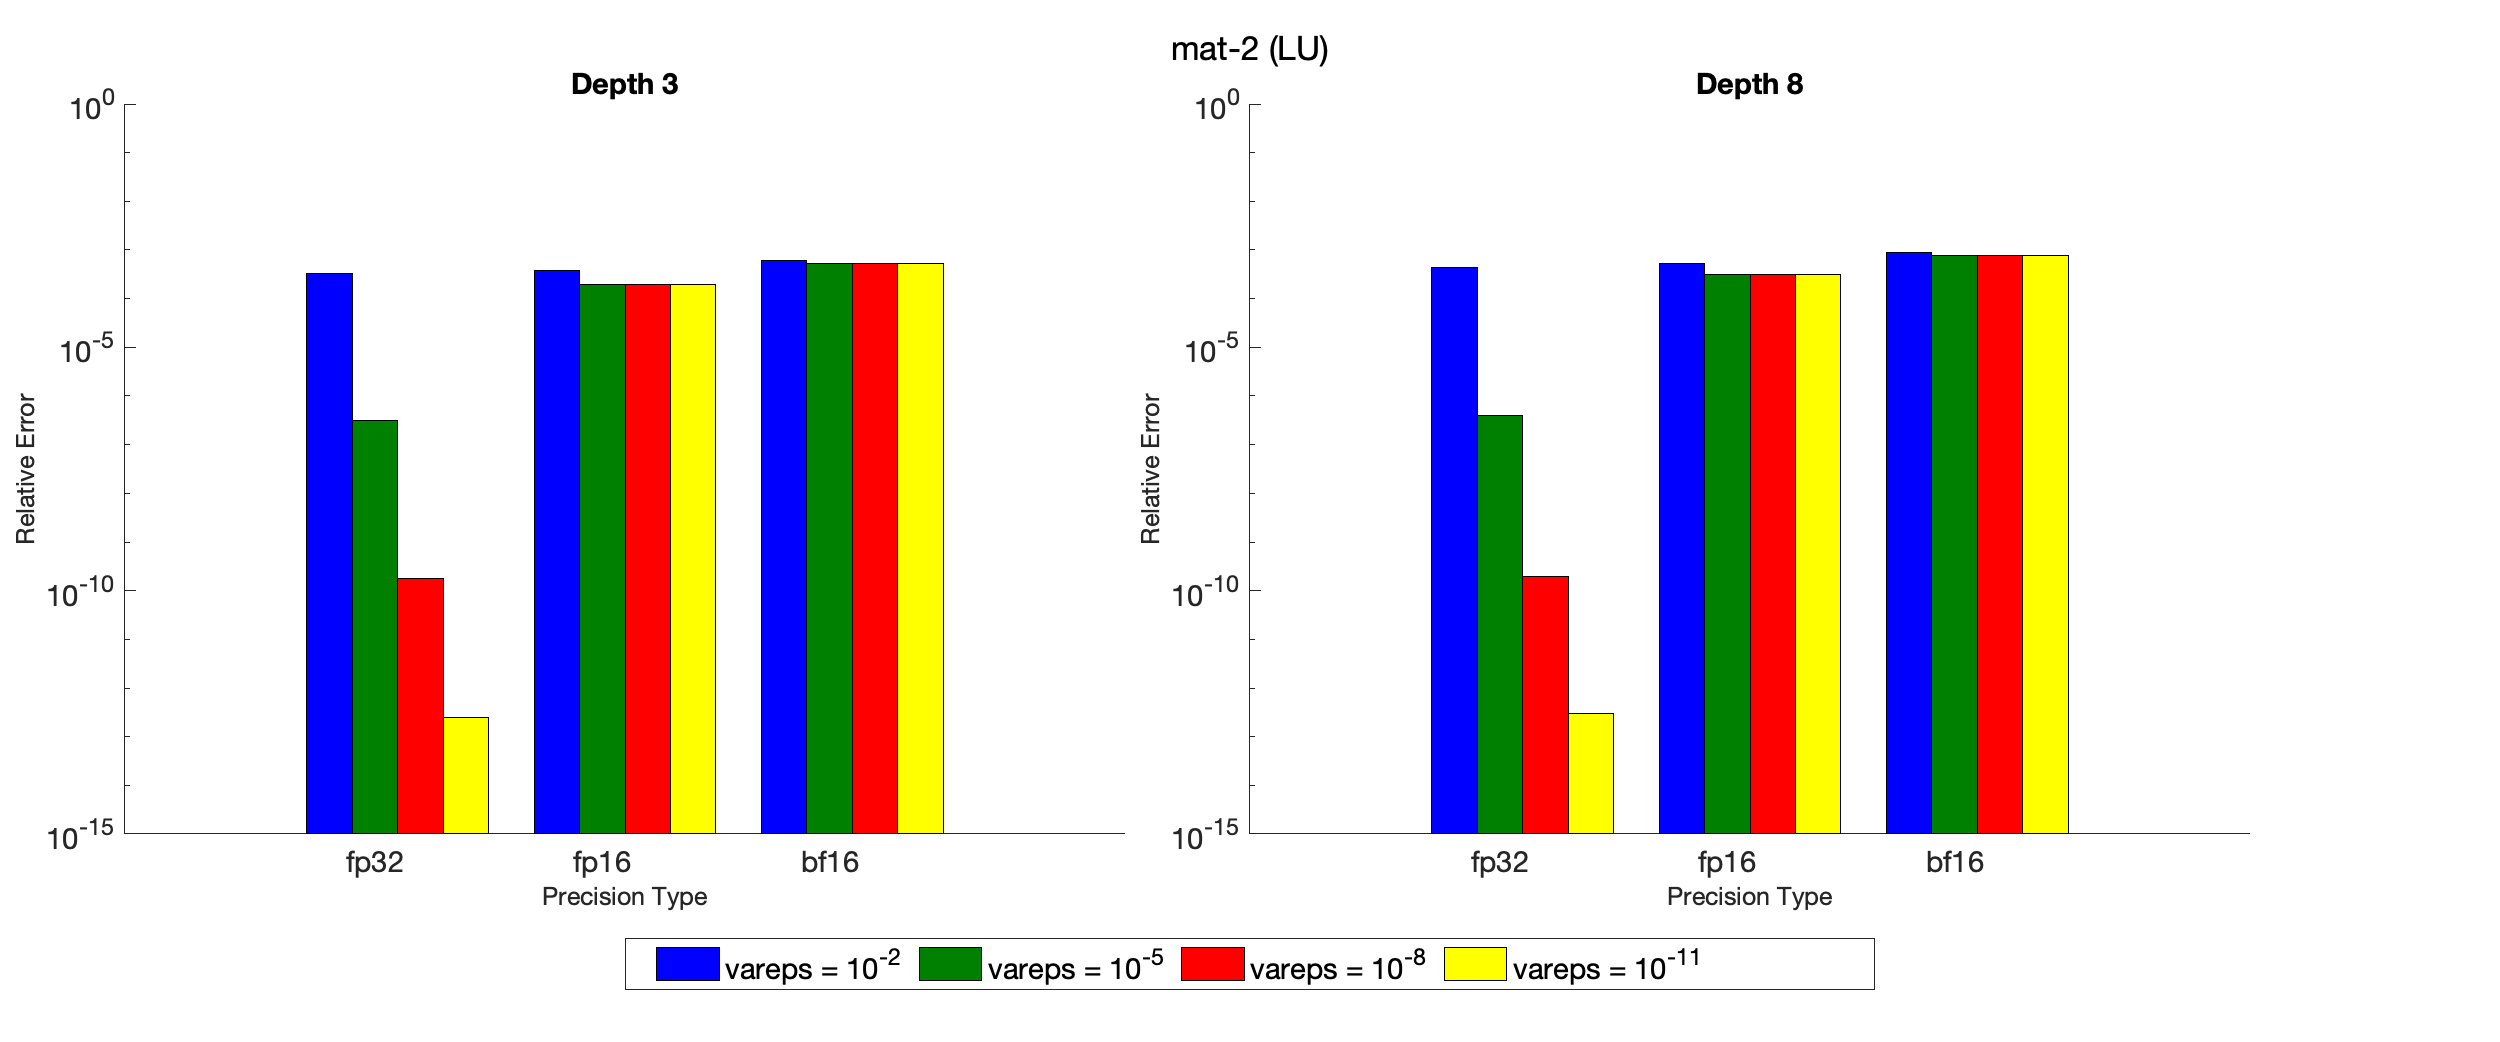 mat-2 (LU)
Depth 3
10^0
10^-5
10^-10
10^-15
Relative Error
fp32 fp16 bf16
Precision Type
Depth 8
10^0
10^-5
10^-10
10^-15
Relative Error
fp32 fp16 bf16
Precision Type
vareps = 10^-2 vareps = 10^-5 vareps = 10^-8 vareps = 10^-11